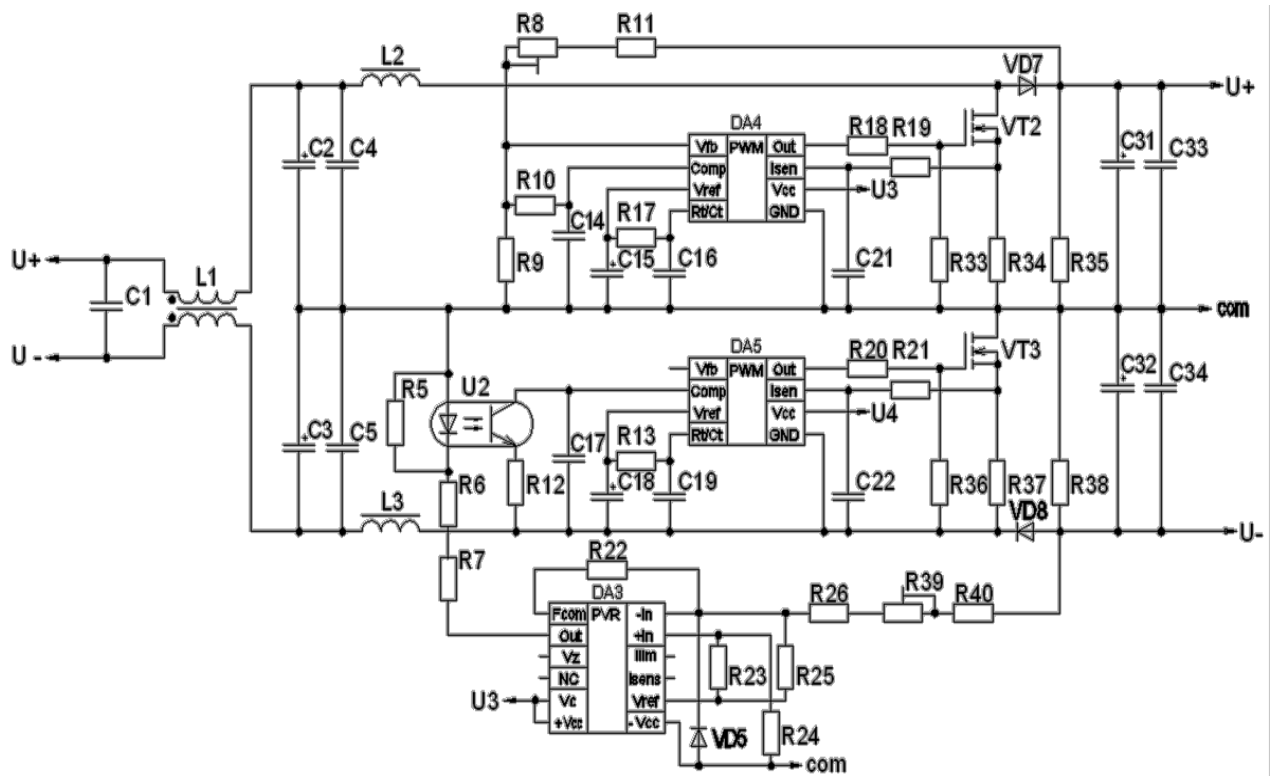 R8 R11
L2
VD7
U+
DA4
R18 R19
VT2
C31
C33
C2
C4
Vfb PWM Out
Comp Isen
Vref Vcc
Rt/Ct GND
U3
R10
C14
R17
R9
C15
C16
C21
R33
R34
R35
U+
L1
C1
U -
com
DA5
R20 R21
VT3
C32
C34
R5
U2
Vfb PWM Out
Comp Isen
Vref Vcc
Rt/Ct GND
U4
C3
C5
C17
R13
R6
R12
C18
C19
C22
R36
R37
R38
L3
VD8
U-
R7
R22
DA3
R26
R39
R40
Fcom PVR -In
Out +In
Vz Ilim
NC Isens
Vc Vref
+Vcc -Vcc
R23
R25
U3
VD5
R24
com